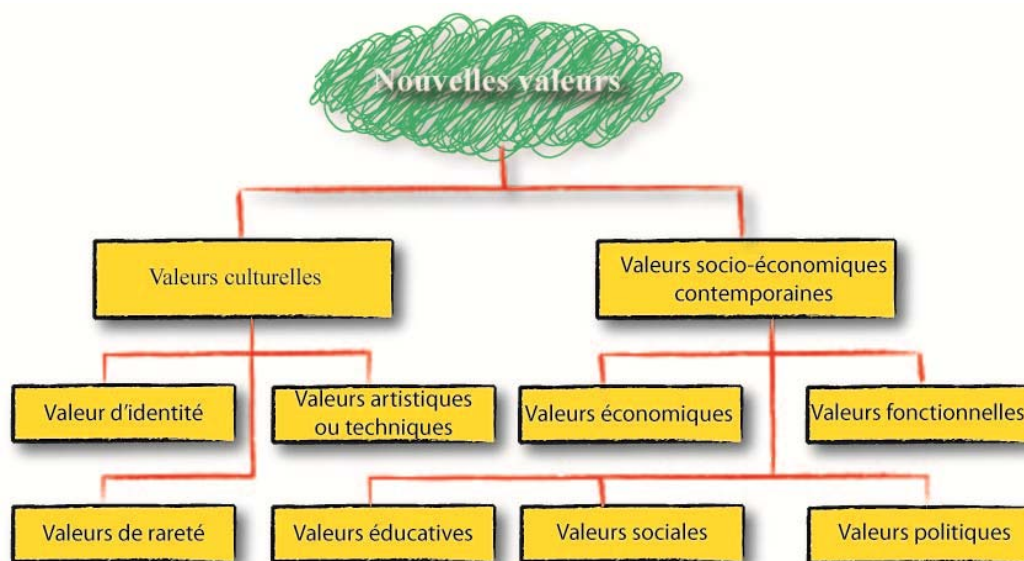 Nouvelles valeurs
Valeurs culturelles
Valeurs socio-économiques
contemporaines
Valeur d'identité
Valeurs artistiques
ou techniques
Valeurs économiques
Valeurs fonctionnelles
Valeurs de rareté
Valeurs éducatives
Valeurs sociales
Valeurs politiques